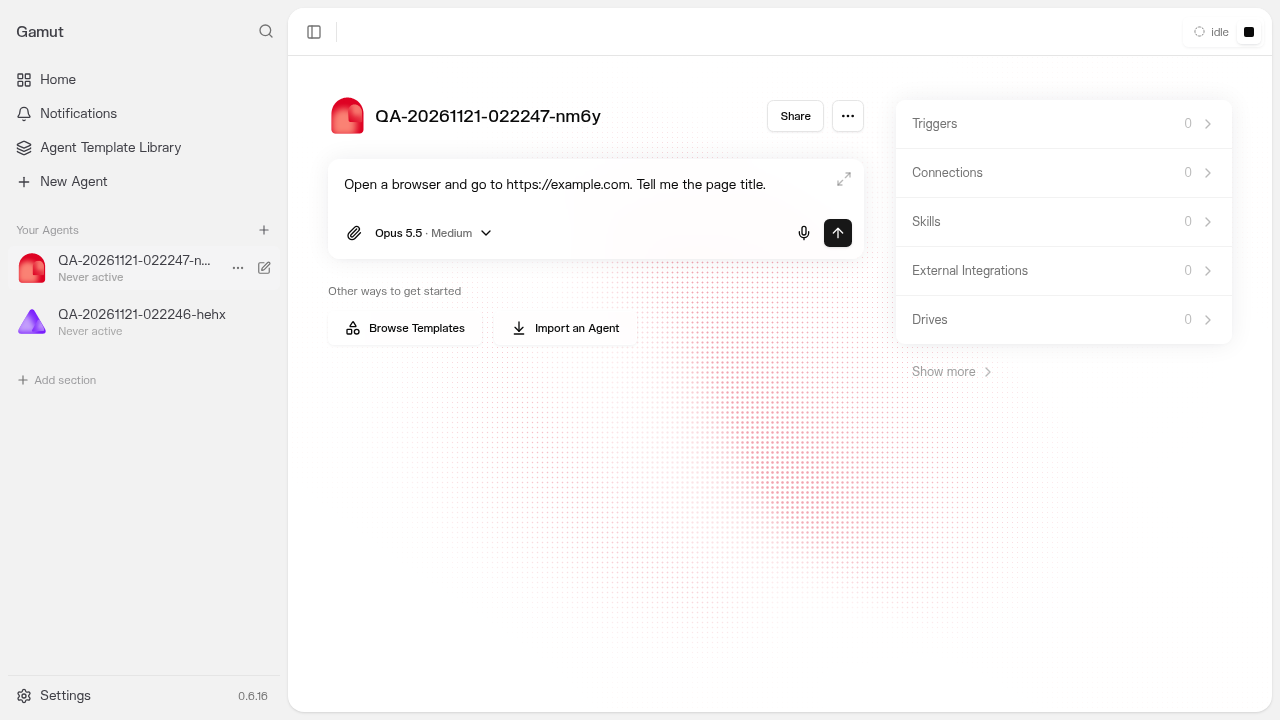 Gamut
Home
Notifications
Agent Template Library
New Agent
Your Agents
QA-20261121-022247-n...
Never active
QA-20261121-022246-hehx
Never active
Add section
Settings
0.6.16
idle
QA-20261121-022247-nm6y
Share
Open a browser and go to https://example.com. Tell me the page title.
Opus 5.5 · Medium
Other ways to get started
Browse Templates
Import an Agent
Triggers 0
Connections 0
Skills 0
External Integrations 0
Drives 0
Show more